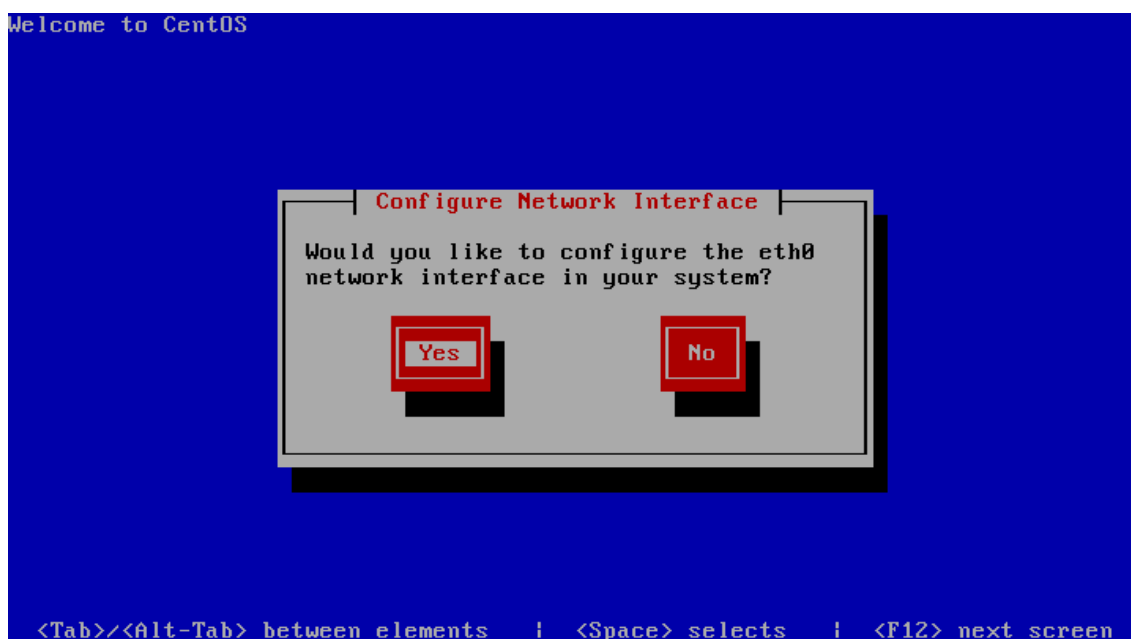 Welcome to CentOS
Configure Network Interface
Would you like to configure the eth0
network interface in your system?
Yes No
<Tab>/<Alt-Tab> between elements | <Space> selects | <F12> next screen